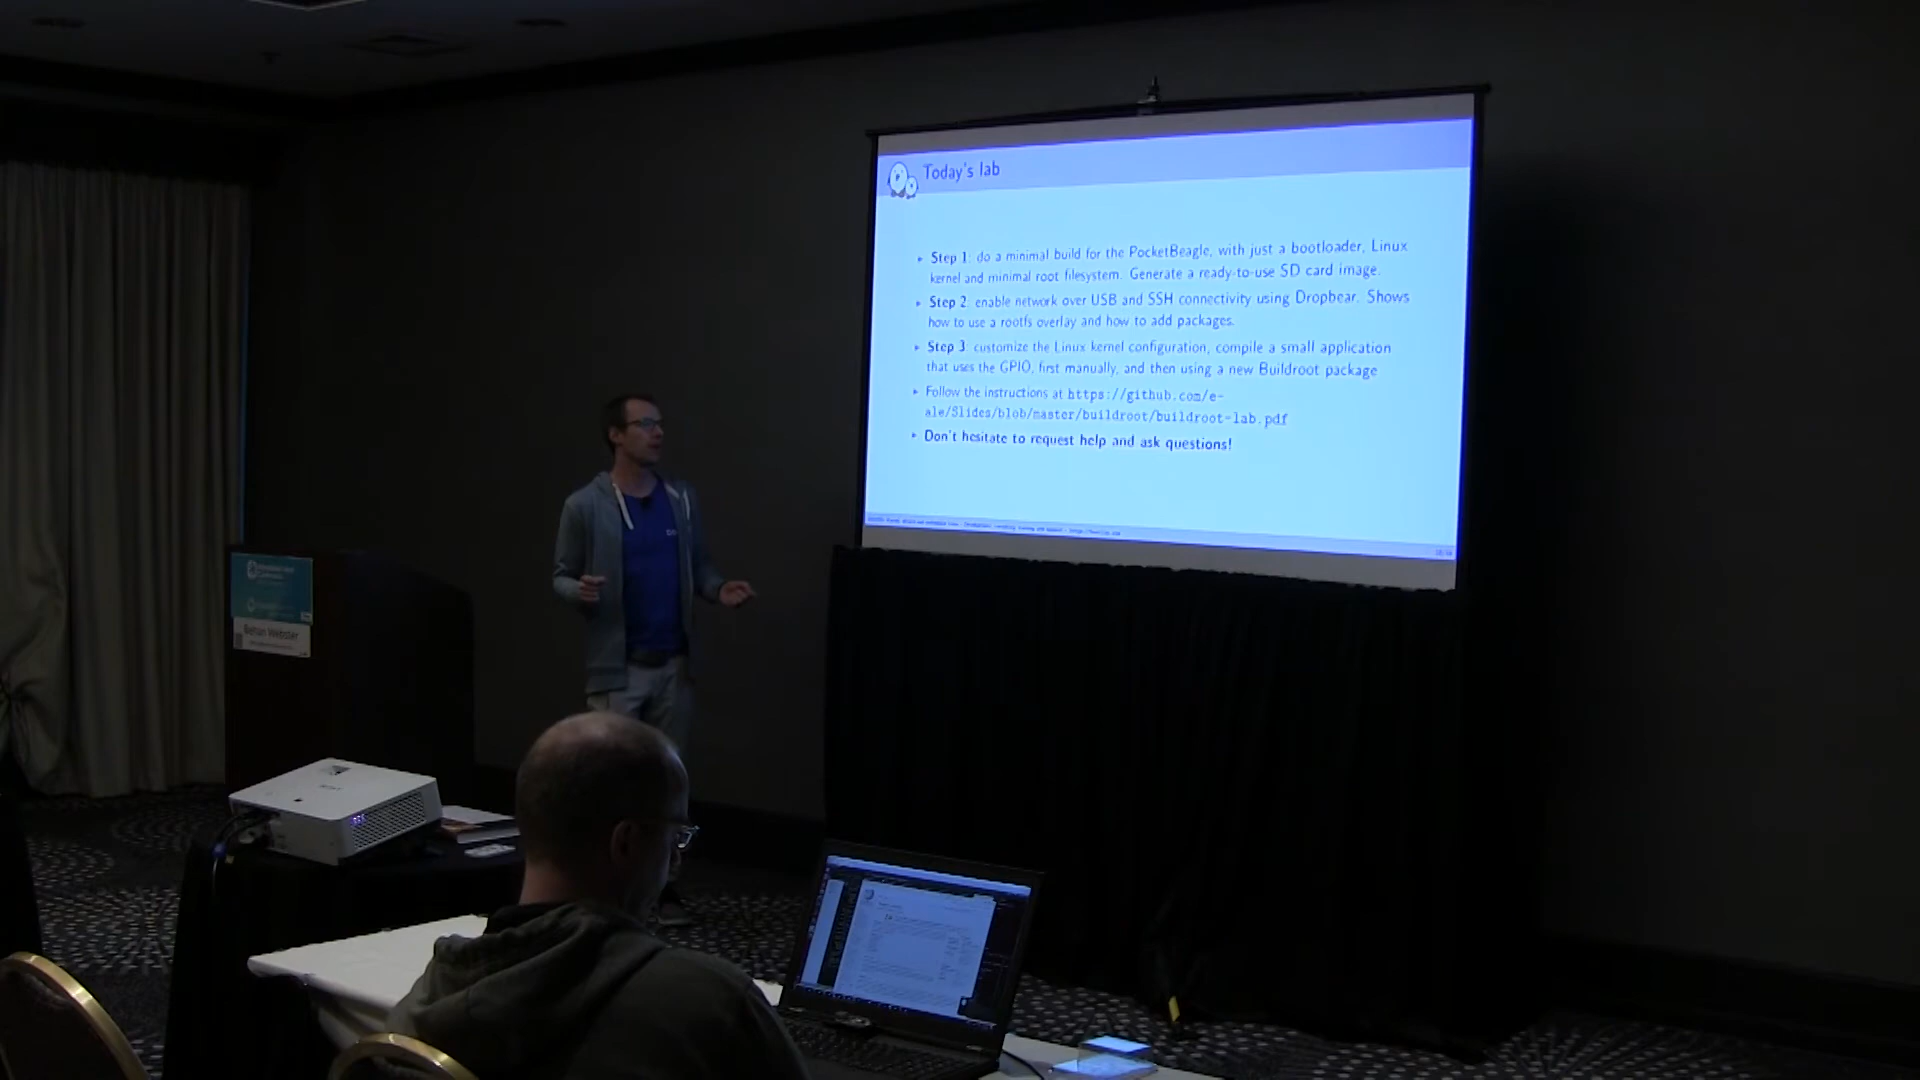 Today's lab
▸ Step 1: do a minimal build for the PocketBeagle, with just a bootloader, Linux
kernel and minimal root filesystem. Generate a ready-to-use SD card image.
▸ Step 2: enable network over USB and SSH connectivity using Dropbear. Shows
how to use a rootfs overlay and how to add packages.
▸ Step 3: customize the Linux kernel configuration, compile a small application
that uses the GPIO, first manually, and then using a new Buildroot package
▸ Follow the instructions at https://github.com/e-
ale/Slides/blob/master/buildroot/buildroot-lab.pdf
▸ Don't hesitate to request help and ask questions!
Behan Webster